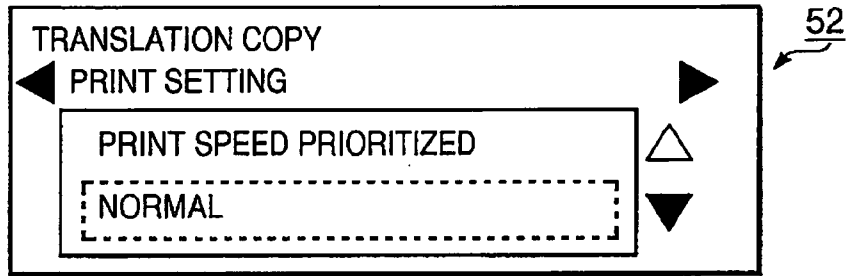 TRANSLATION COPY
52
PRINT SETTING
PRINT SPEED PRIORITIZED
NORMAL